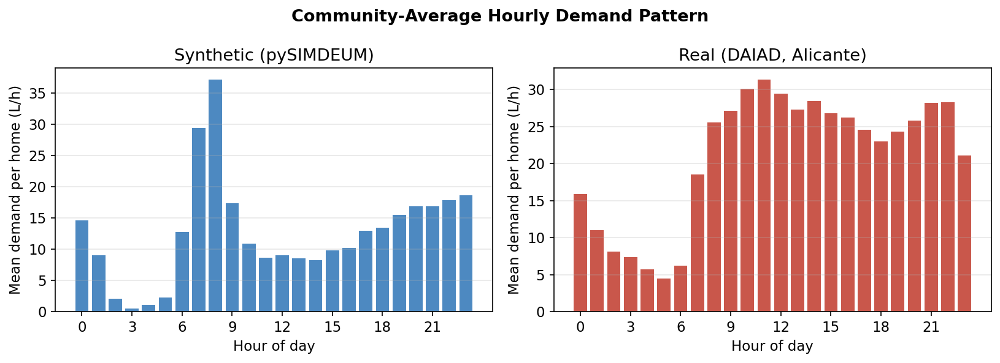 Community-Average Hourly Demand Pattern
Synthetic (pySIMDEUM)
Mean demand per home (L/h)
35
30
25
20
15
10
5
0
0 3 6 9 12 15 18 21
Hour of day
Real (DAIAD, Alicante)
Mean demand per home (L/h)
30
25
20
15
10
5
0
0 3 6 9 12 15 18 21
Hour of day